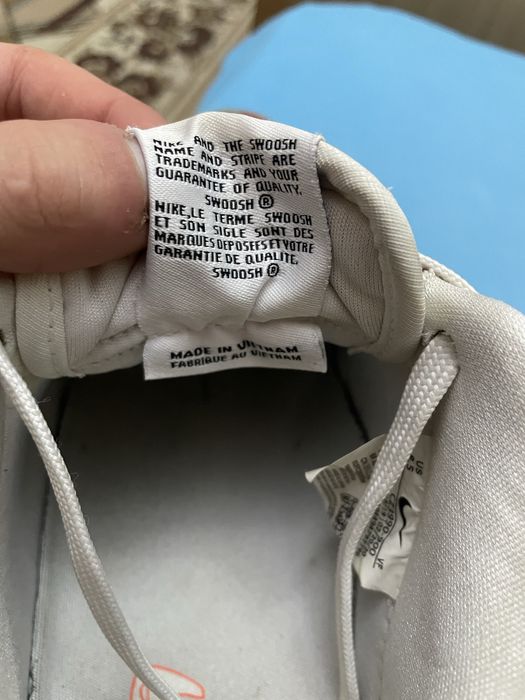 NIKE AND THE SWOOSH
NAME AND STRIPE ARE
TRADEMARKS AND YOUR
GUARANTEE OF QUALITY.
SWOOSH ®
NIKE,LE TERME SWOOSH
ET SON SIGLE SONT DES
MARQUES DEPOSEES ET VOTRE
GARANTIE DE QUALITE.
SWOOSH ®
MADE IN VIETNAM
FABRIQUE AU VIETNAM
US